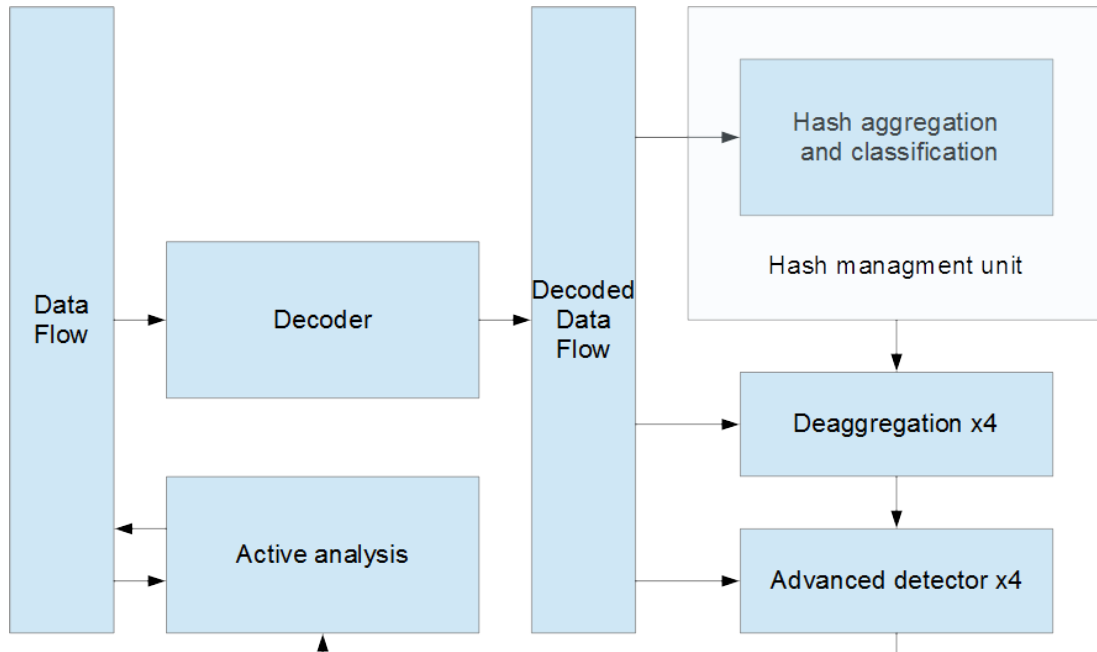 Data
Flow
Decoder
Active analysis
Decoded
Data
Flow
Hash aggregation
and classification
Hash managment unit
Deaggregation x4
Advanced detector x4